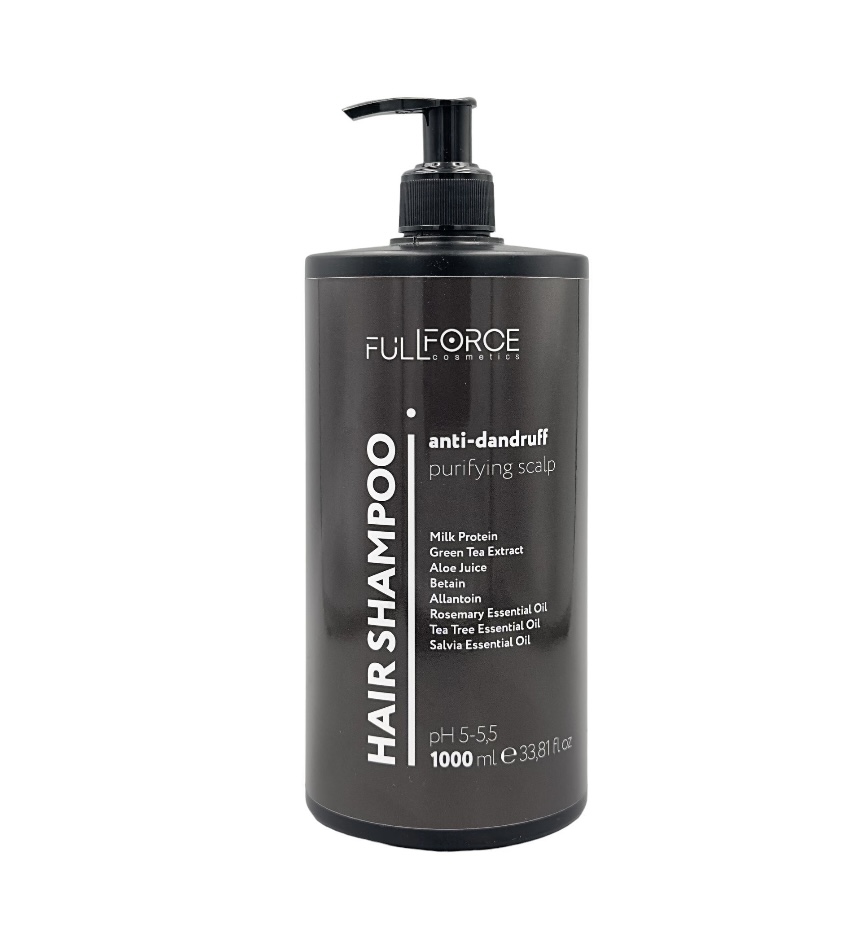 FULLFORCE
cosmetics
HAIR SHAMPOO
anti-dandruff
purifying scalp
Milk Protein
Green Tea Extract
Aloe Juice
Betain
Allantoin
Rosemary Essential Oil
Tea Tree Essential Oil
Salvia Essential Oil
pH 5-5,5
1000 ml ℮ 33,81 fl oz